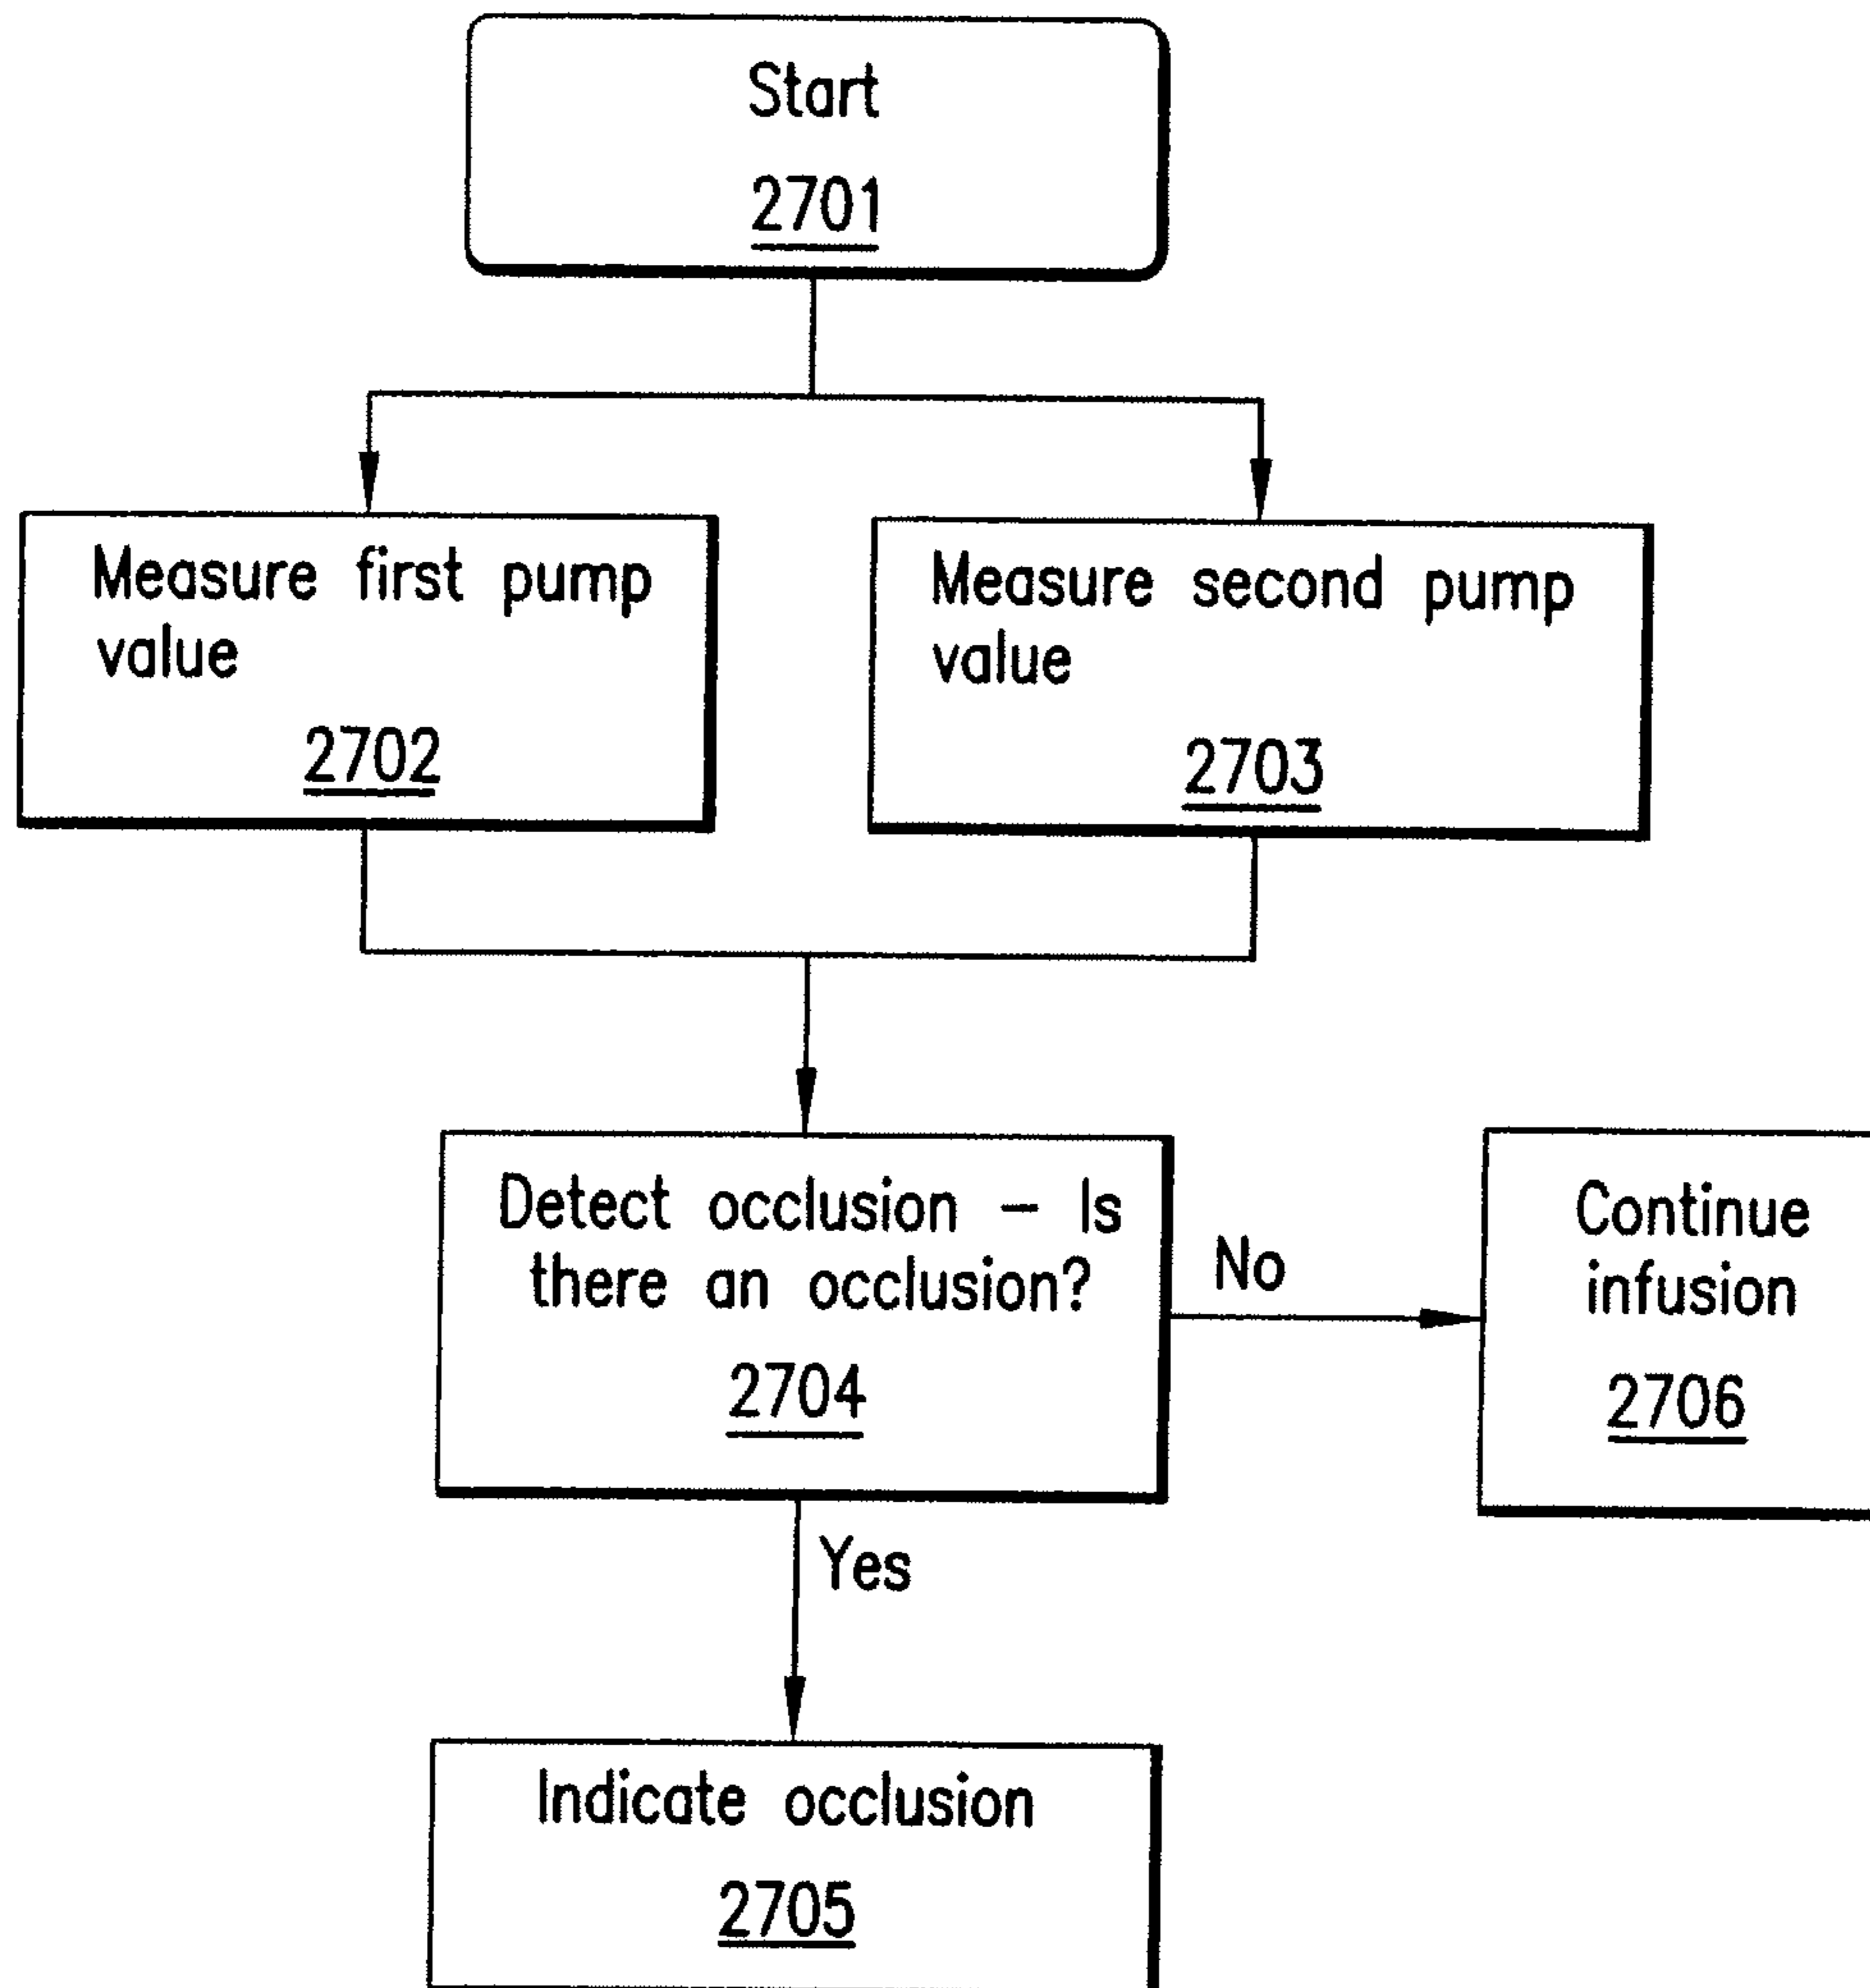 Start
2701
Measure first pump
value
2702
Measure second pump
value
2703
Detect occlusion – Is
there an occlusion?
2704
No
Continue
infusion
2706
Yes
Indicate occlusion
2705